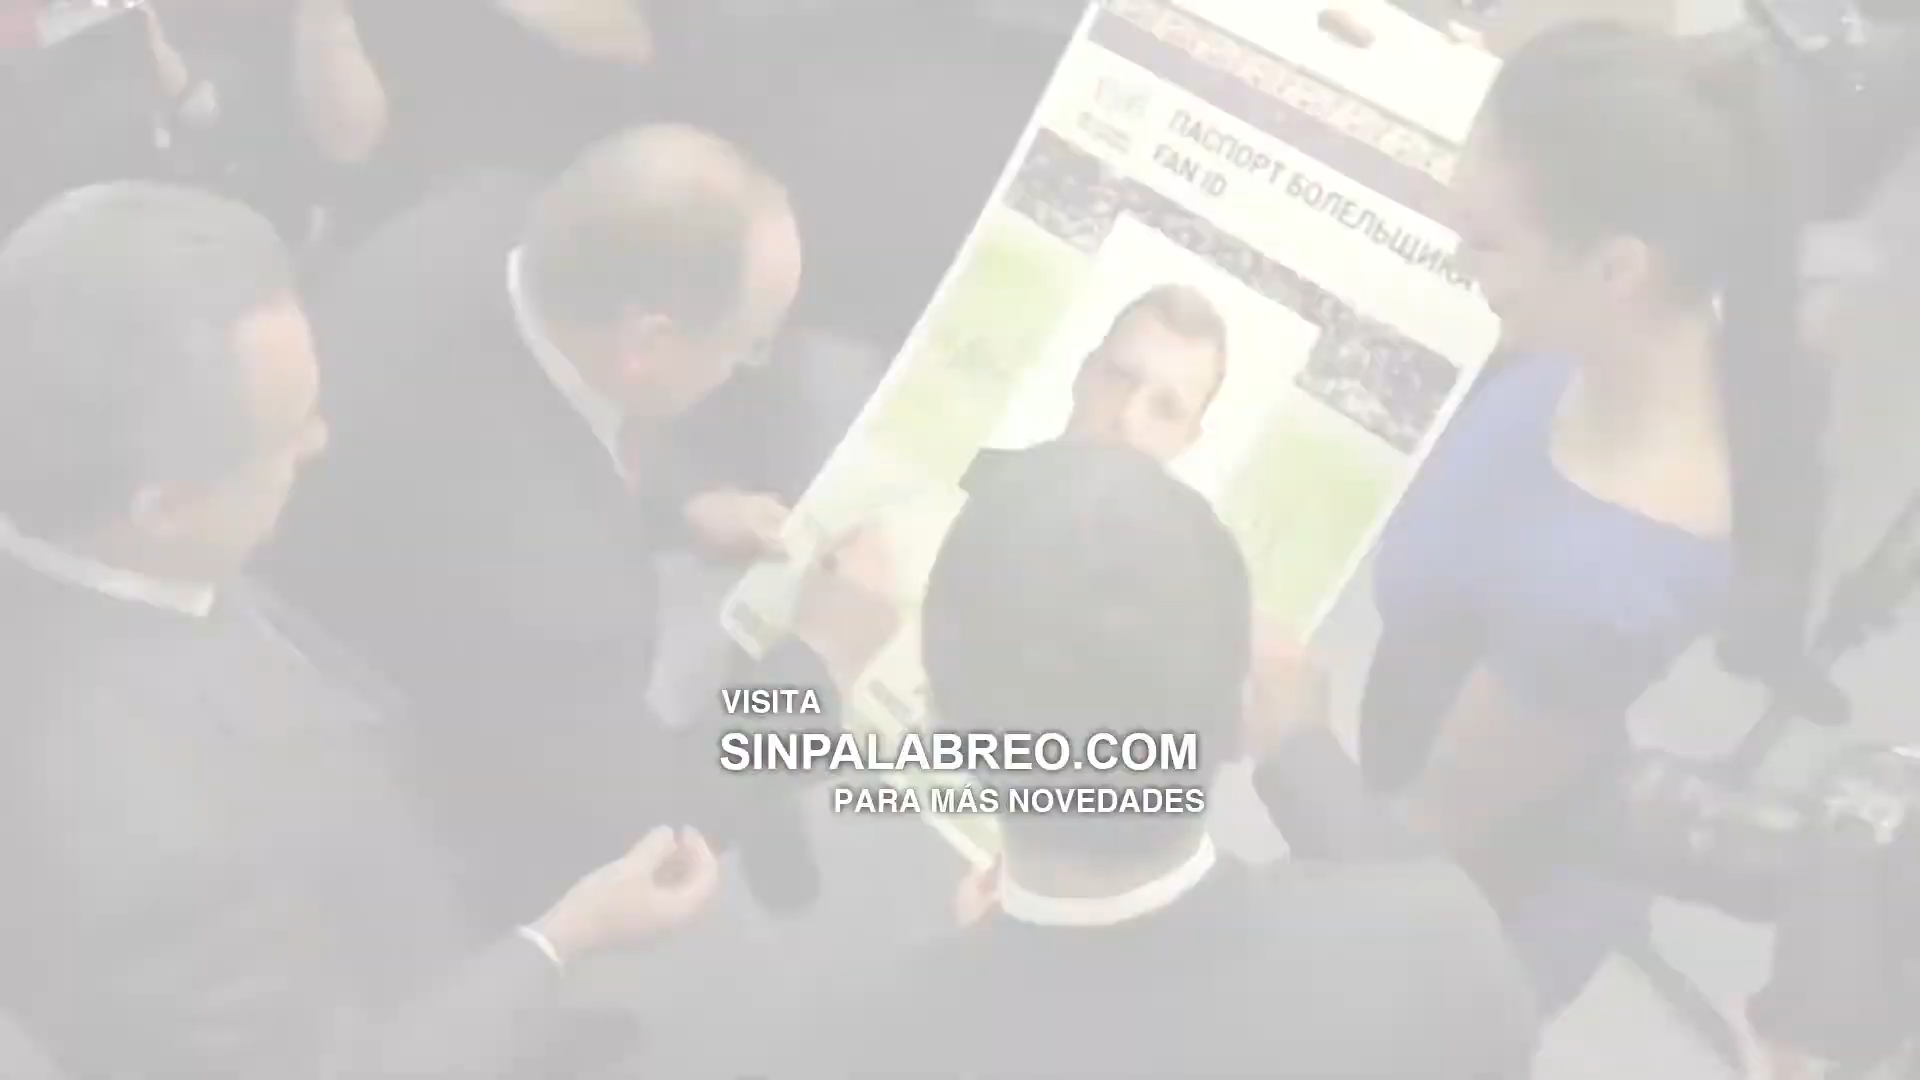 ПАСПОРТ БОЛЕЛЬЩИКА
FAN ID
VISITA
SINPALABREO.COM
PARA MÁS NOVEDADES